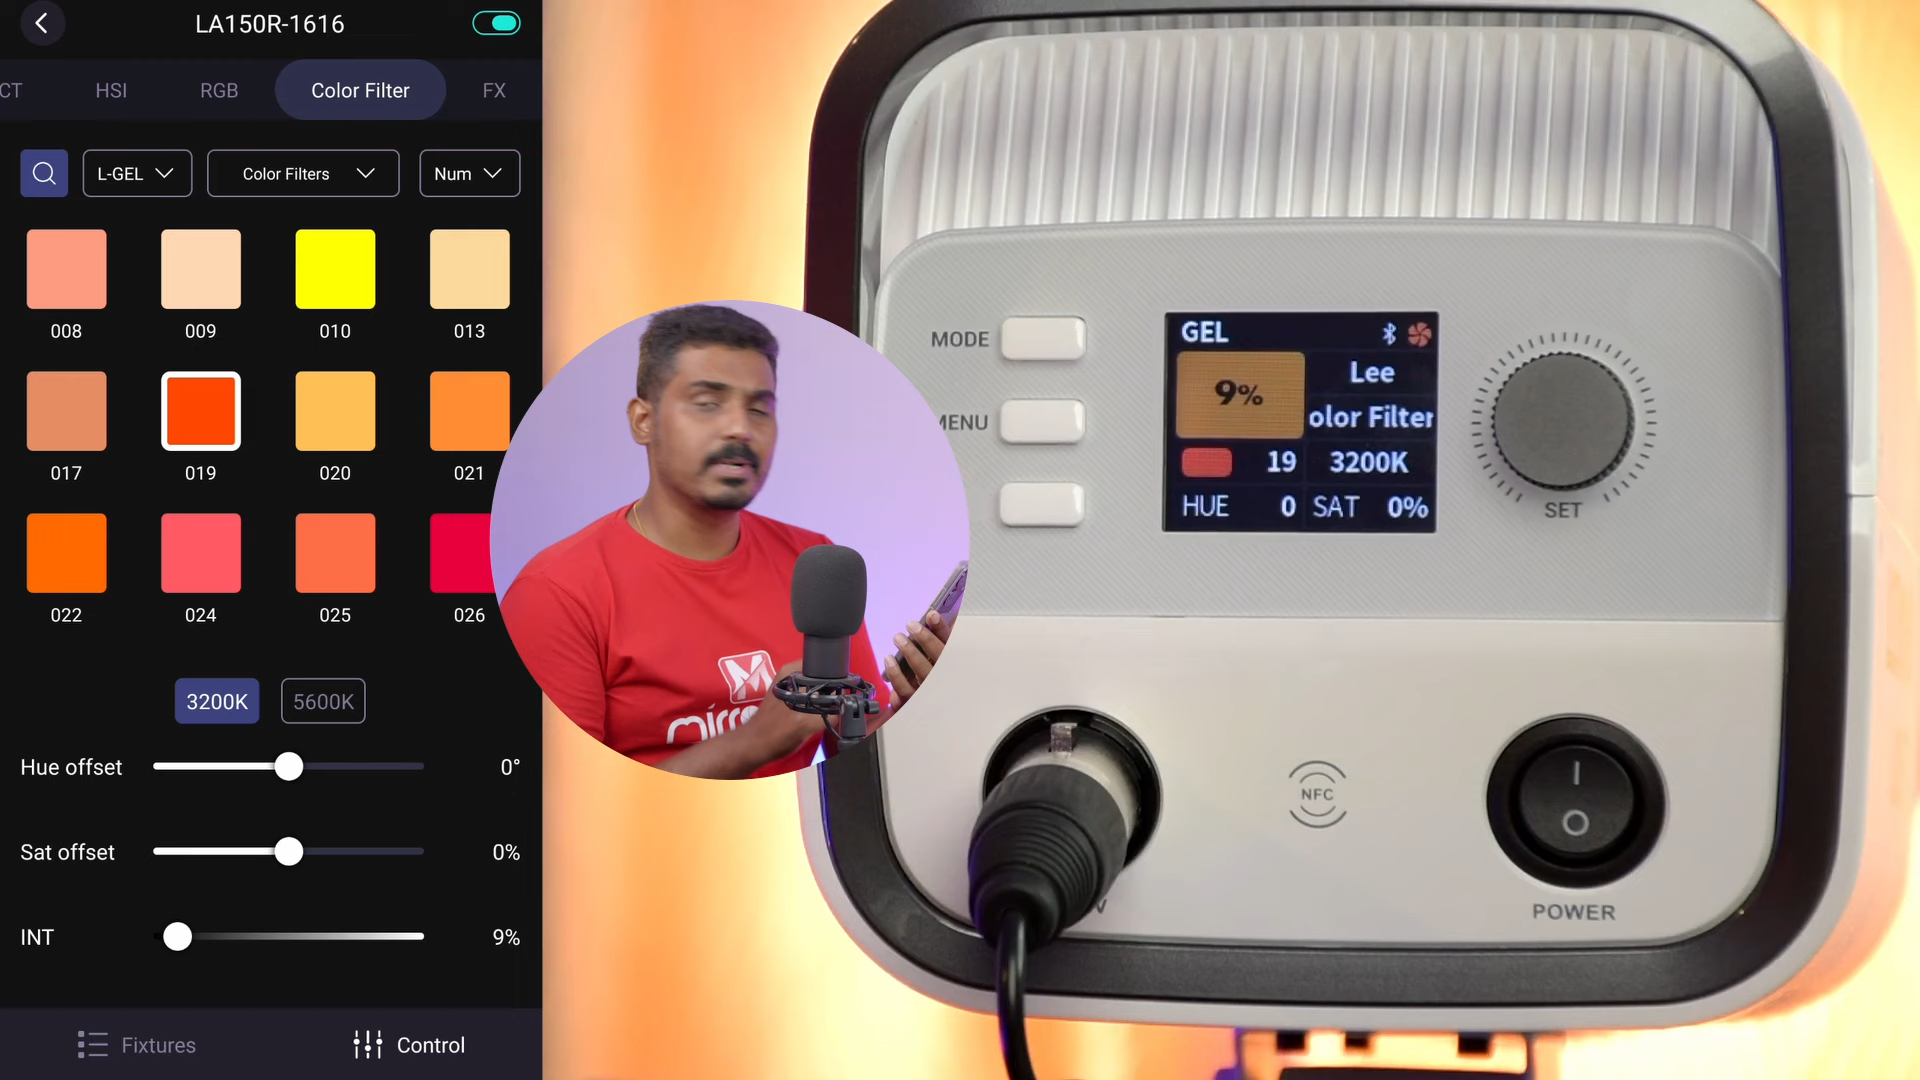 LA150R-1616
CT HSI RGB Color Filter FX
L-GEL Color Filters Num
008 009 010 013
017 019 020 021
022 024 025 026
3200K 5600K
Hue offset 0°
Sat offset 0%
INT 9%
Fixtures Control
MODE
MENU
GEL
9% Lee
olor Filter
19 3200K
HUE 0 SAT 0%
SET
NFC
POWER